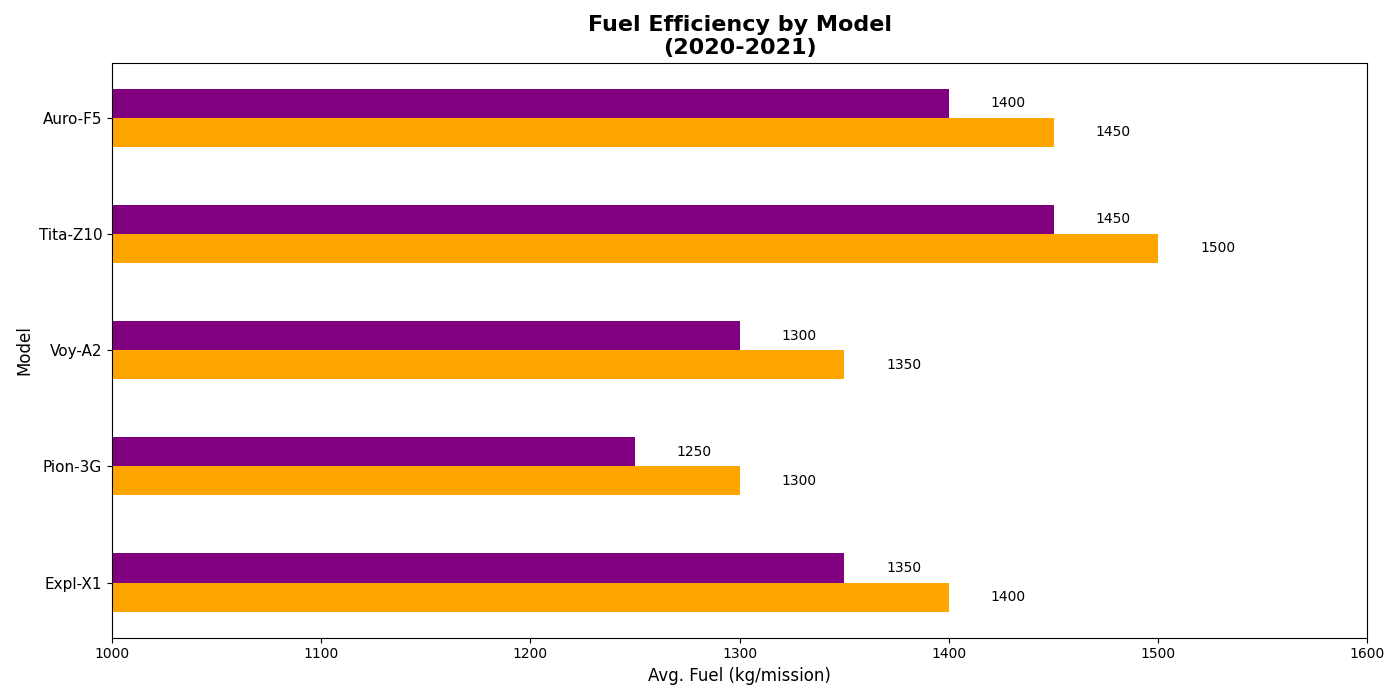 Fuel Efficiency by Model
(2020-2021)
Auro-F5
1400
1450
Tita-Z10
1450
1500
Voy-A2
1300
1350
Pion-3G
1250
1300
Expl-X1
1350
1400
Model
1000 1100 1200 1300 1400 1500 1600
Avg. Fuel (kg/mission)